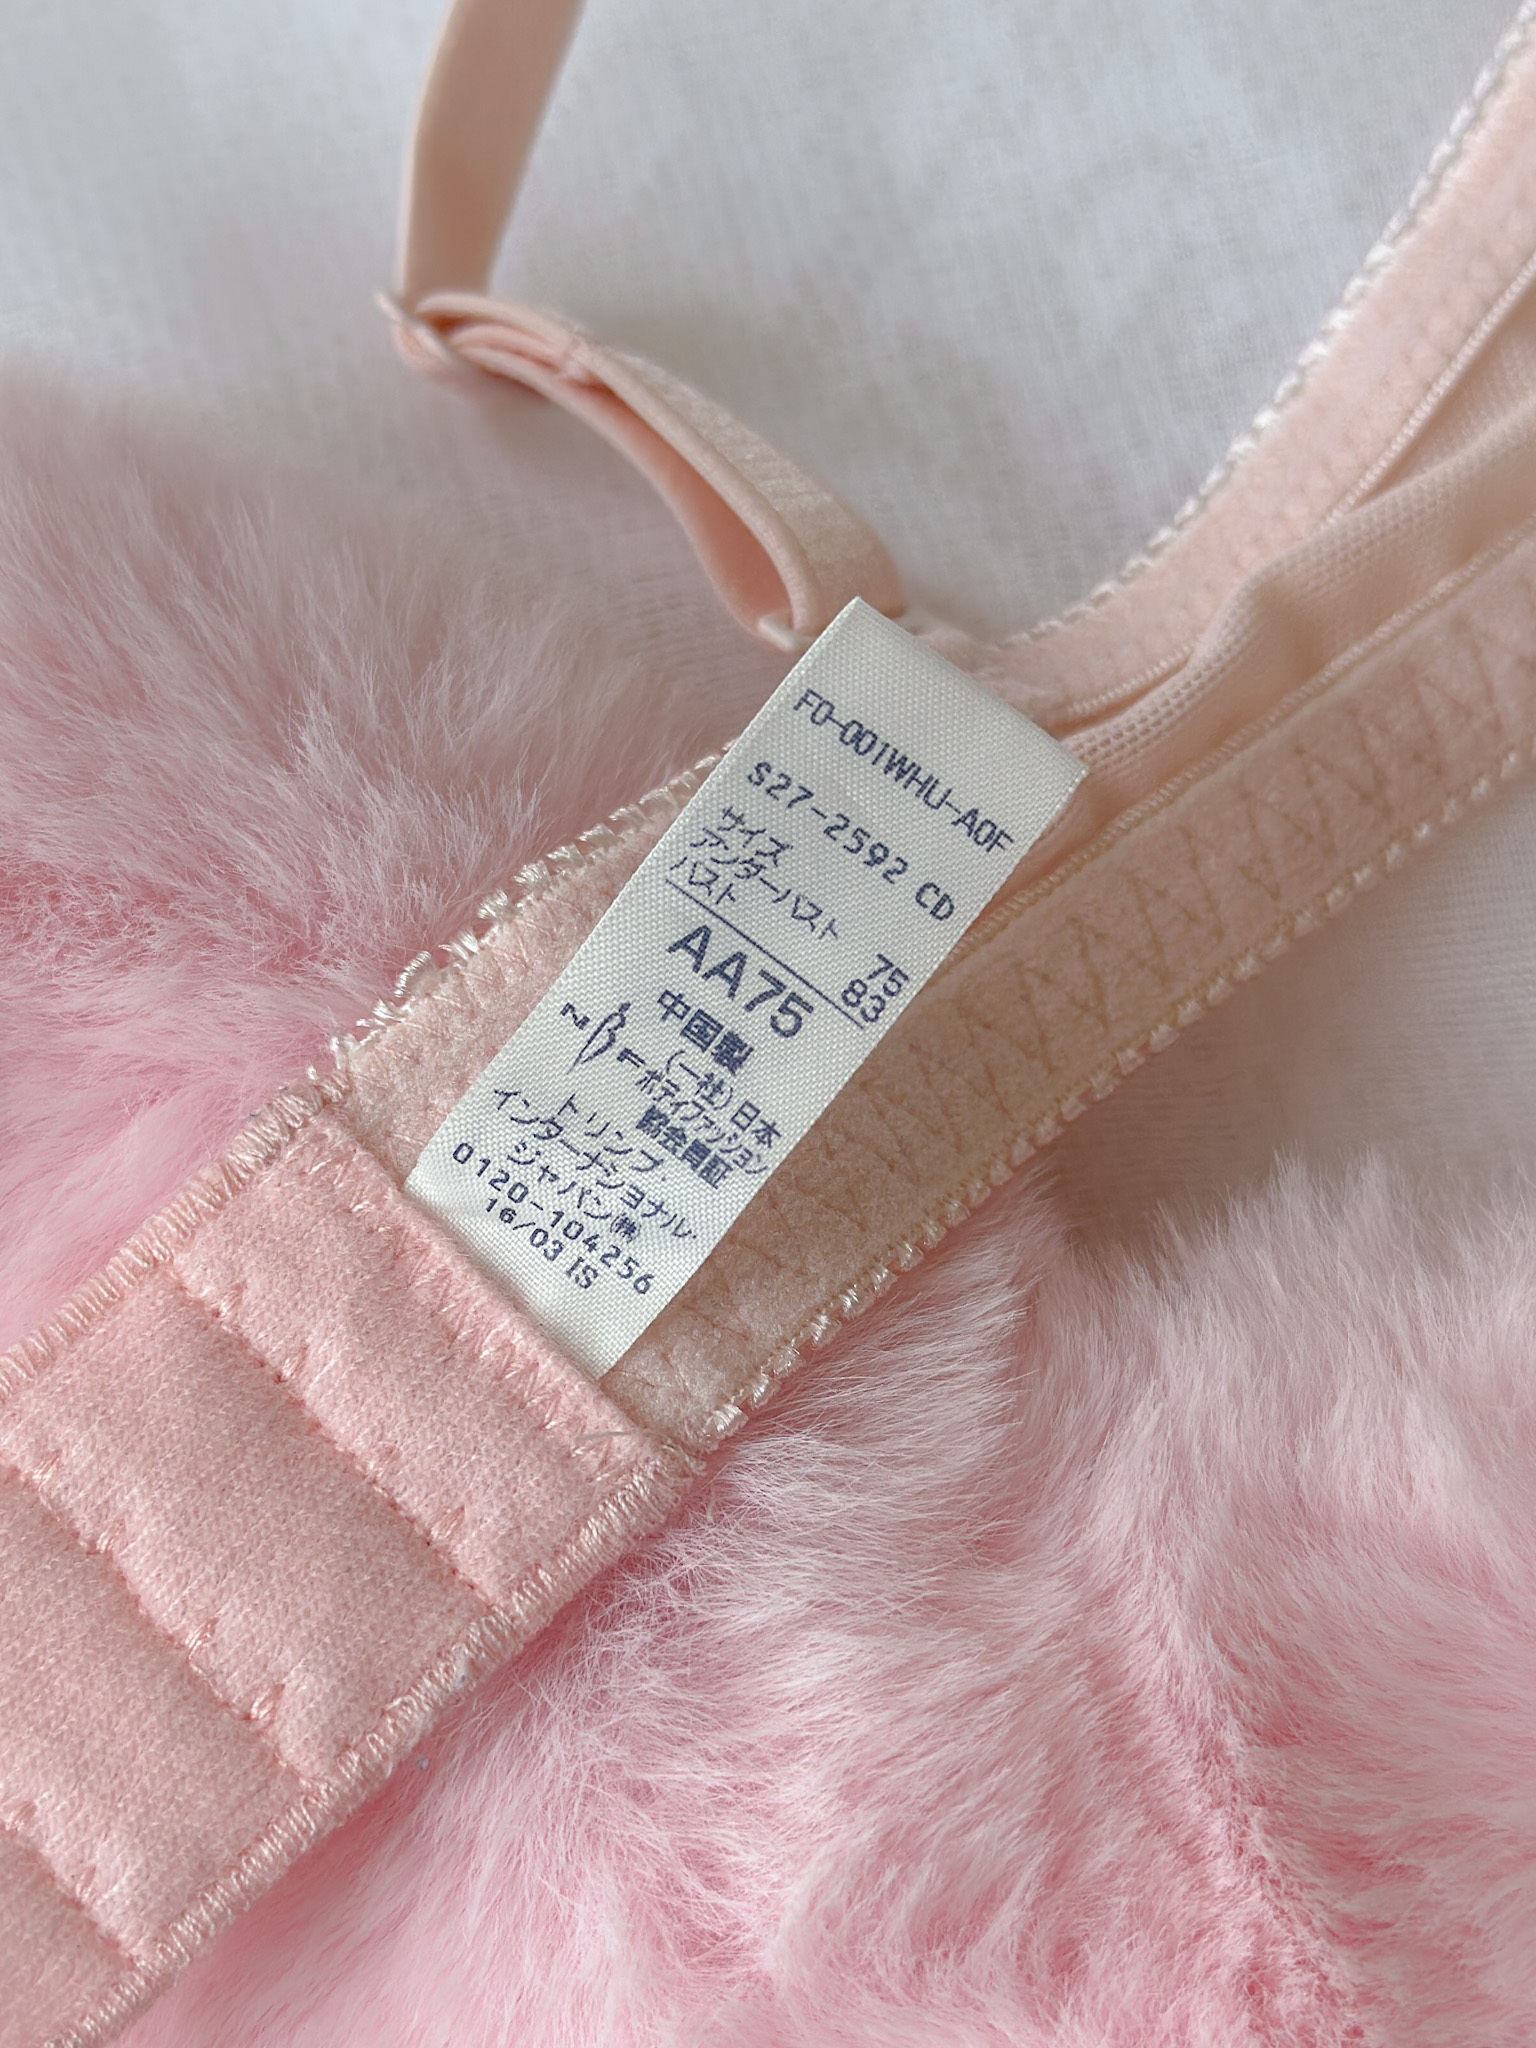 FO-001WHU-A0F
S27-2592 CD
サイズ
アンダーバスト 75
バスト 83
AA75
中国製
NBF
(一社)日本
ボディファッション
協会員証
トリンプ・
インターナショナル・
ジャパン㈱
0120-104256
16/03 IS